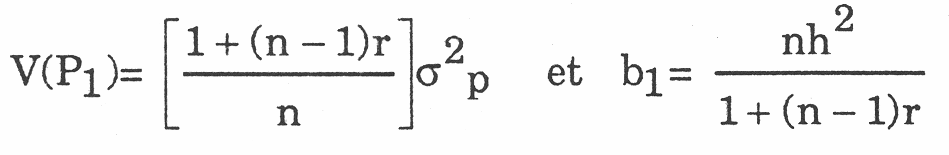 V(P₁)= [ (1 + (n − 1)r) / n ] σ²p et b₁= nh² / (1 + (n − 1)r)